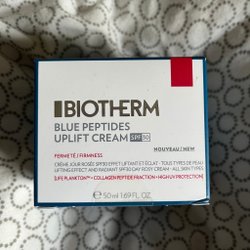 BIOTHERM
BLUE PEPTIDES
UPLIFT CREAM SPF30
NOUVEAU / NEW
FERMETÉ / FIRMNESS
CRÈME JOUR ROSÉE SPF30 EFFET LIFTANT ET ÉCLAT - TOUS TYPES DE PEAU
LIFTING EFFECT AND RADIANT SPF30 DAY ROSY CREAM - ALL SKIN TYPES
[LIFE PLANKTON™ + COLLAGEN PEPTIDE FRACTION + HIGH UV PROTECTION]
℮ 50 ml 1.69 FL. OZ.